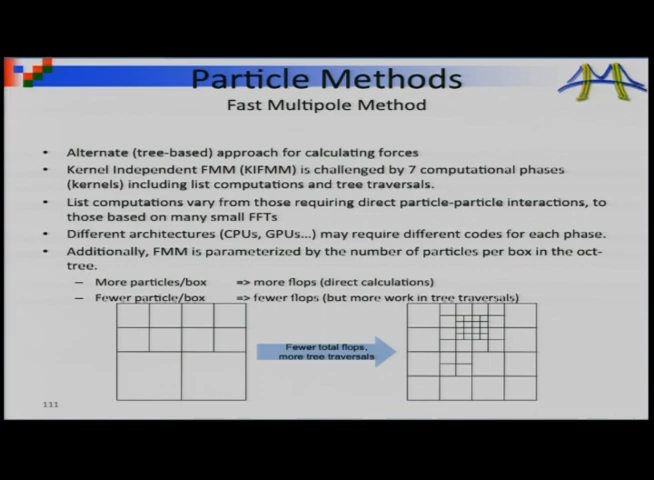 Particle Methods
Fast Multipole Method
• Alternate (tree-based) approach for calculating forces
• Kernel Independent FMM (KIFMM) is challenged by 7 computational phases
(kernels) including list computations and tree traversals.
• List computations vary from those requiring direct particle-particle interactions, to
those based on many small FFTs
• Different architectures (CPUs, GPUs...) may require different codes for each phase.
• Additionally, FMM is parameterized by the number of particles per box in the oct-
tree.
– More particles/box => more flops (direct calculations)
– Fewer particle/box => fewer flops (but more work in tree traversals)
Fewer total flops,
more tree traversals
111